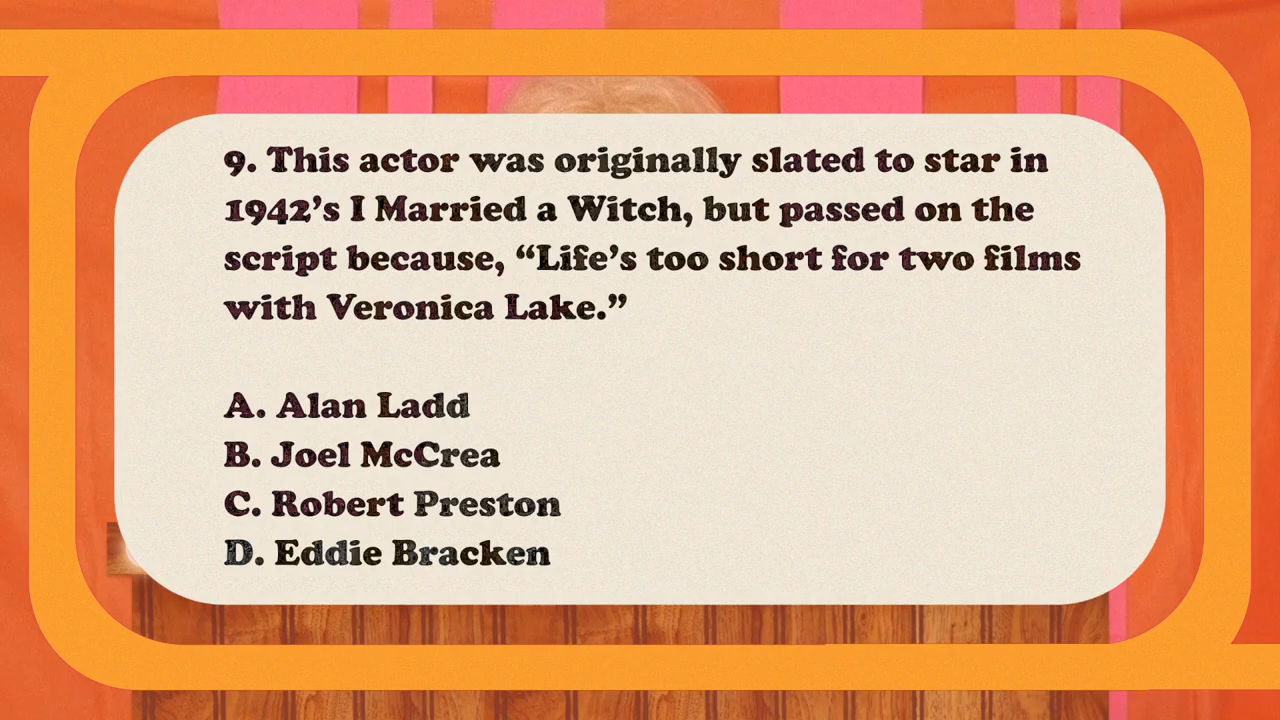 9. This actor was originally slated to star in
1942’s I Married a Witch, but passed on the
script because, “Life’s too short for two films
with Veronica Lake.”
A. Alan Ladd
B. Joel McCrea
C. Robert Preston
D. Eddie Bracken